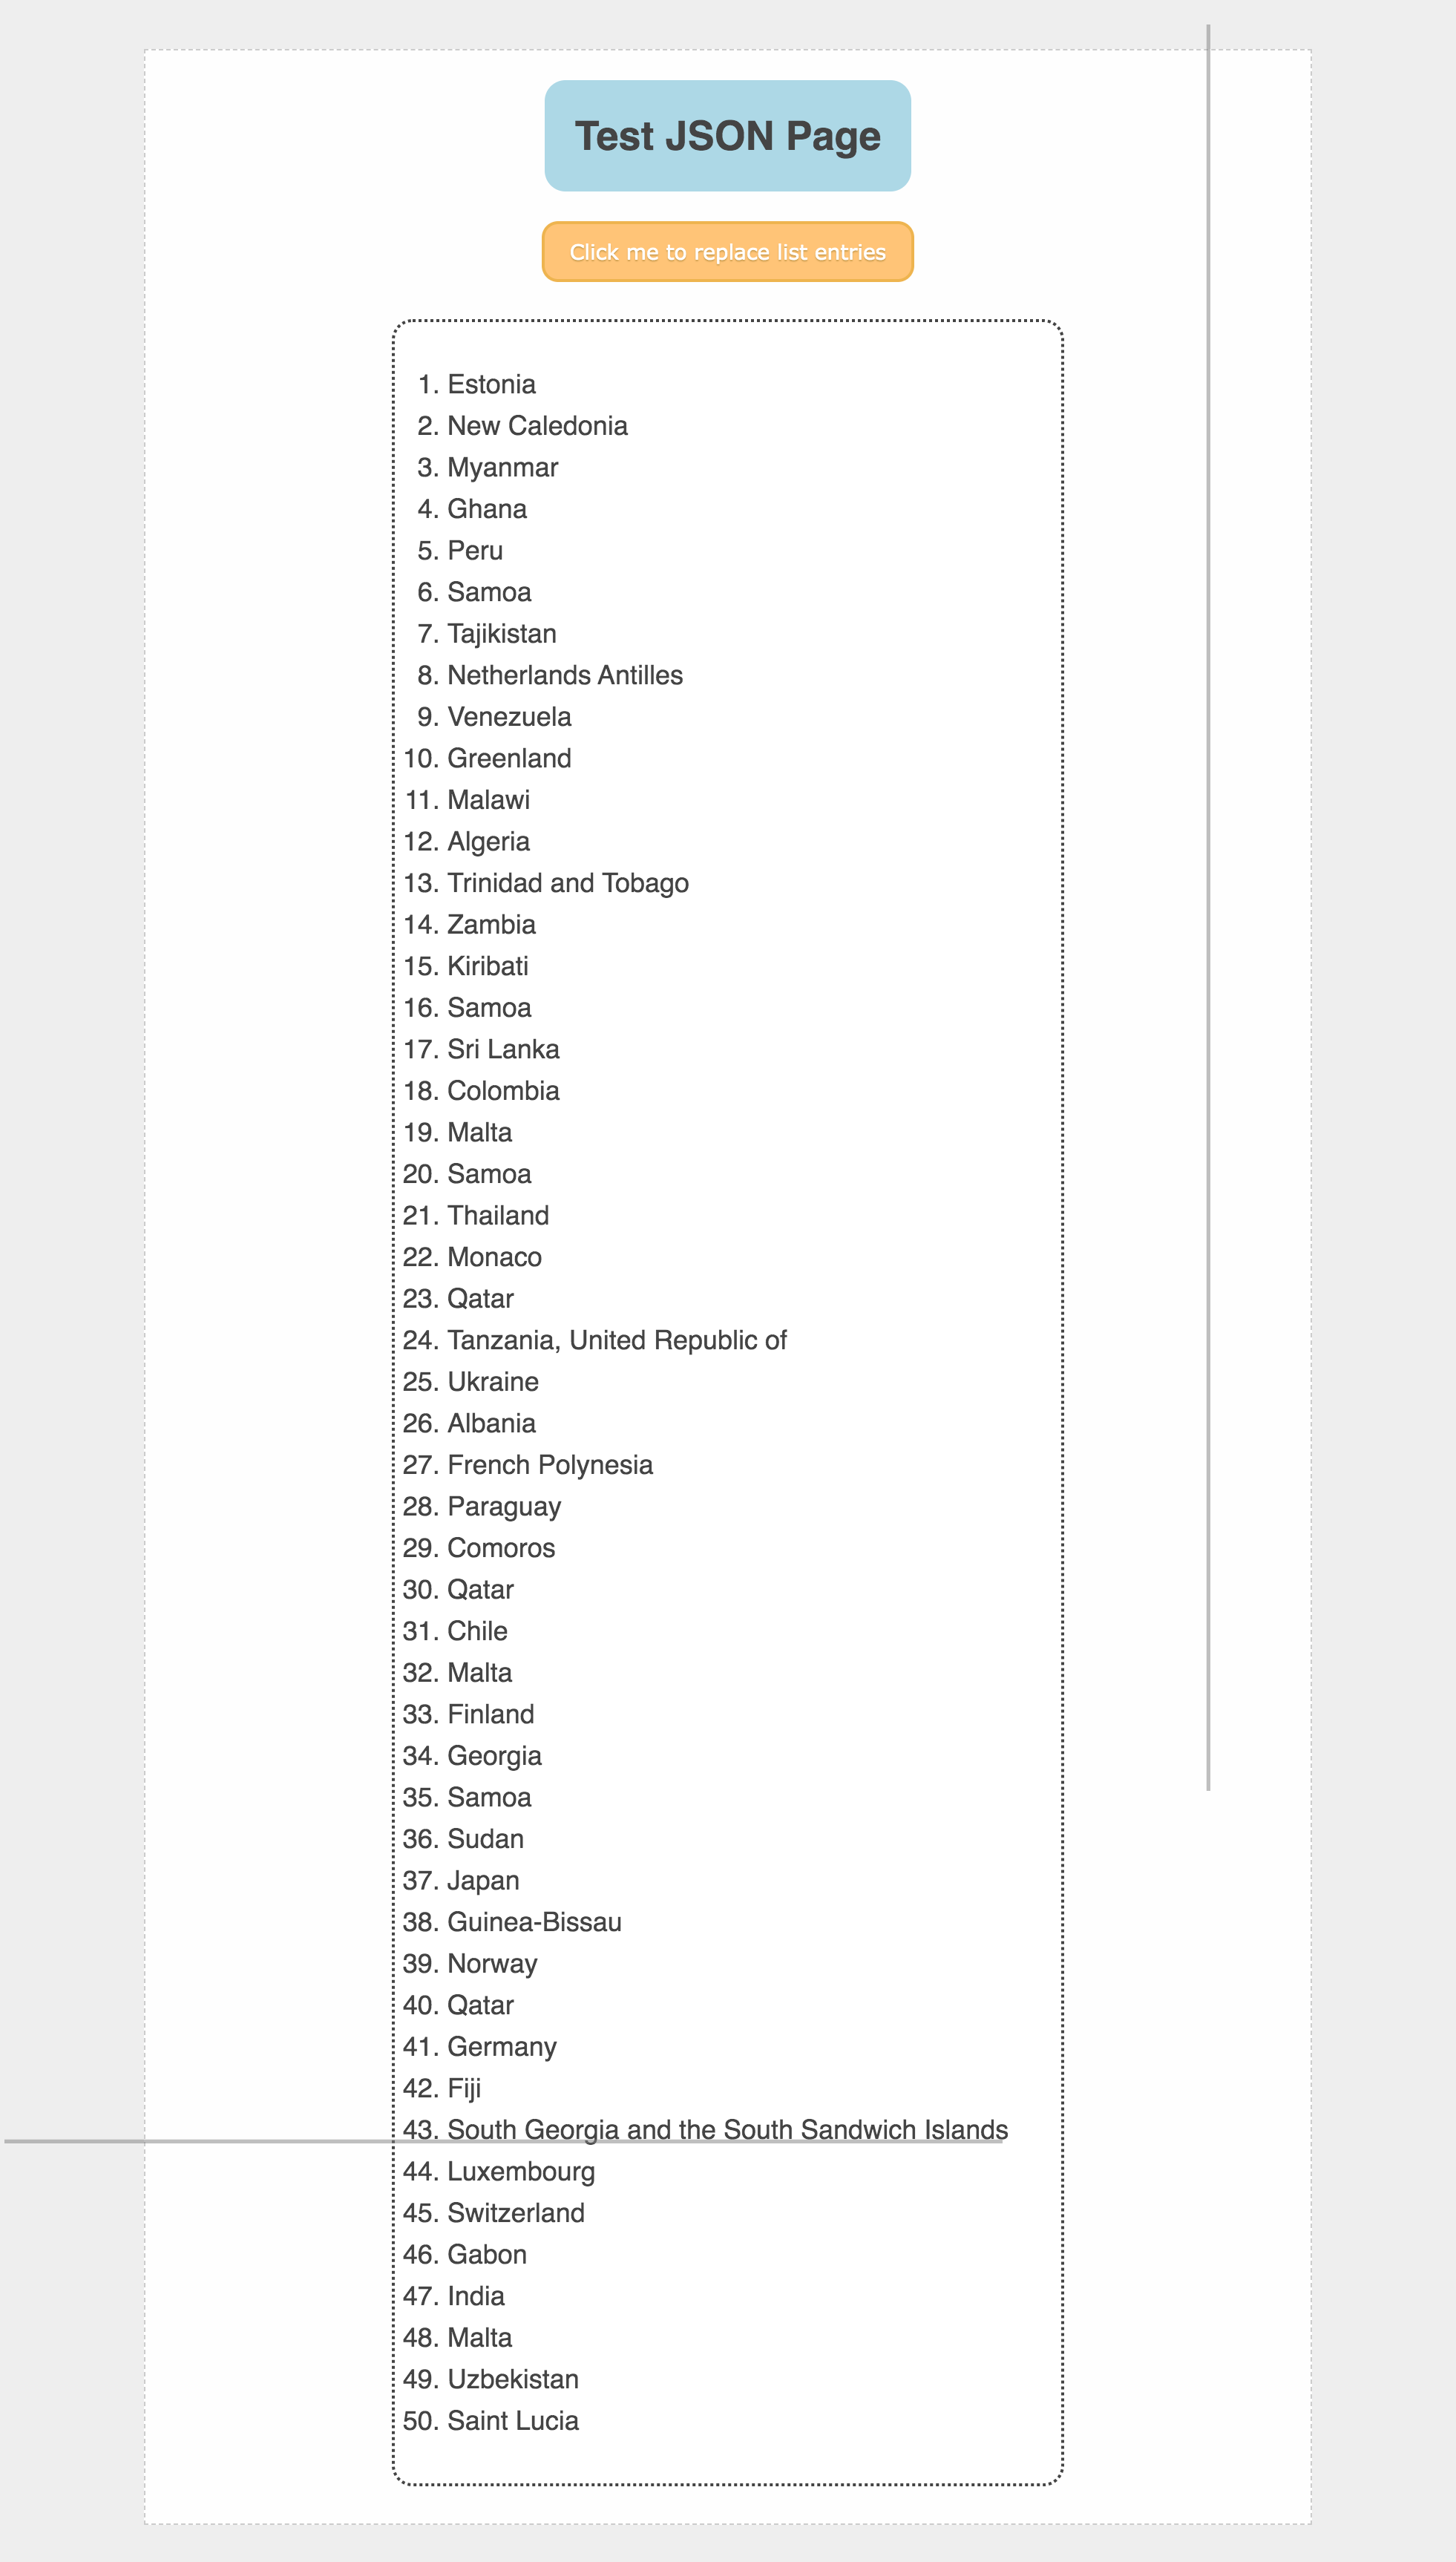 Test JSON Page
Click me to replace list entries
1. Estonia
2. New Caledonia
3. Myanmar
4. Ghana
5. Peru
6. Samoa
7. Tajikistan
8. Netherlands Antilles
9. Venezuela
10. Greenland
11. Malawi
12. Algeria
13. Trinidad and Tobago
14. Zambia
15. Kiribati
16. Samoa
17. Sri Lanka
18. Colombia
19. Malta
20. Samoa
21. Thailand
22. Monaco
23. Qatar
24. Tanzania, United Republic of
25. Ukraine
26. Albania
27. French Polynesia
28. Paraguay
29. Comoros
30. Qatar
31. Chile
32. Malta
33. Finland
34. Georgia
35. Samoa
36. Sudan
37. Japan
38. Guinea-Bissau
39. Norway
40. Qatar
41. Germany
42. Fiji
43. South Georgia and the South Sandwich Islands
44. Luxembourg
45. Switzerland
46. Gabon
47. India
48. Malta
49. Uzbekistan
50. Saint Lucia